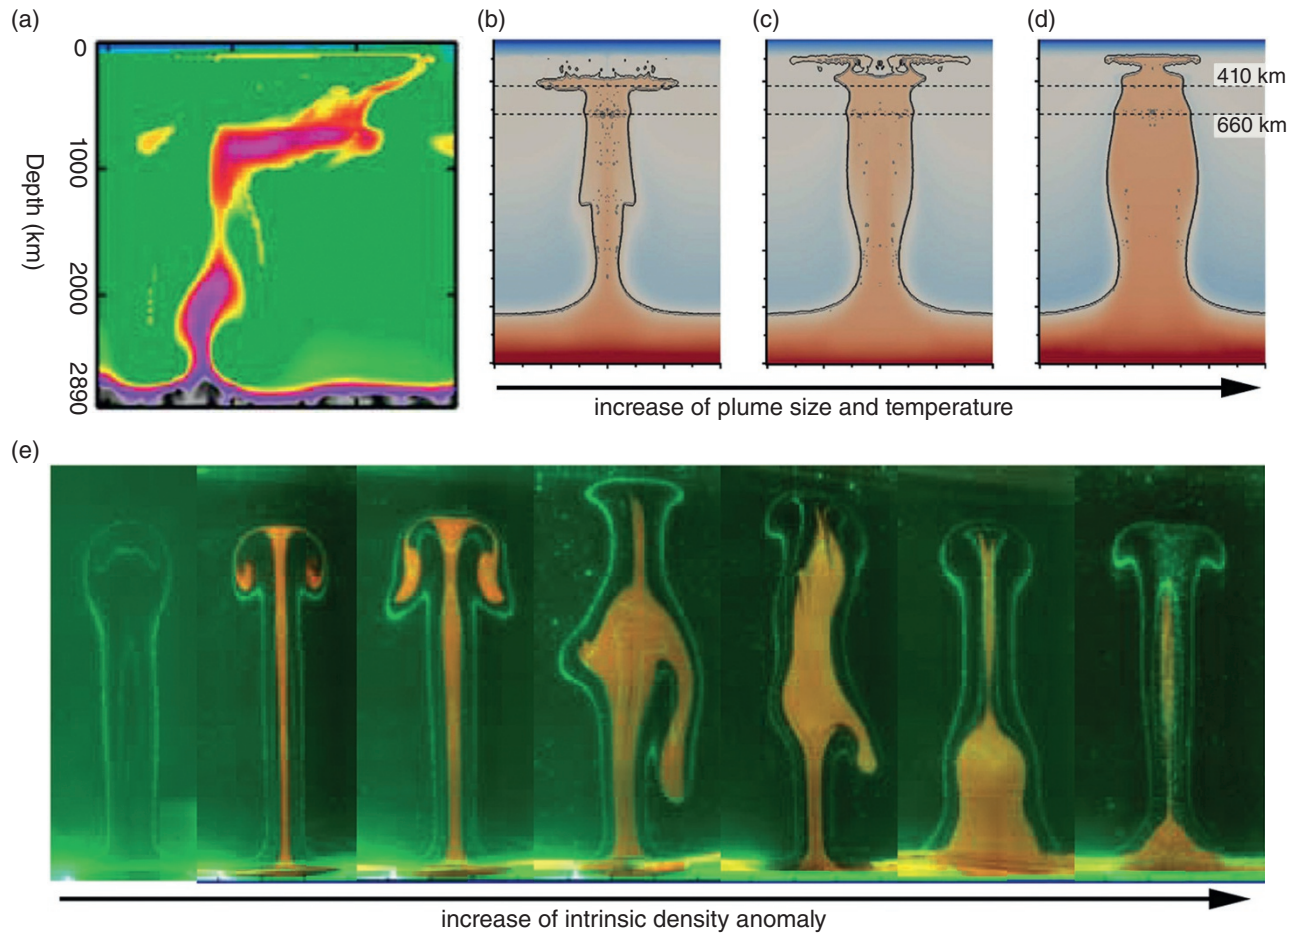 (a)
(b)
(c)
(d)
0
1000
2000
2890
Depth (km)
410 km
660 km
increase of plume size and temperature
(e)
increase of intrinsic density anomaly